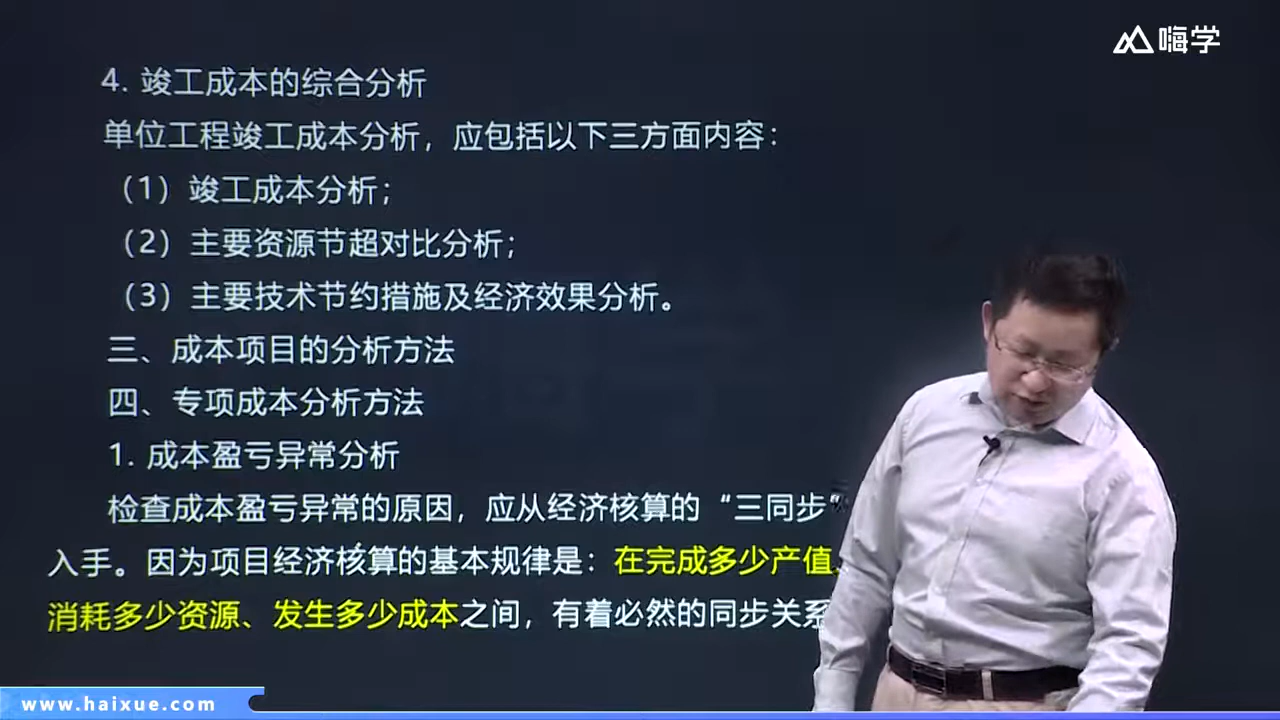 嗨学
4. 竣工成本的综合分析
单位工程竣工成本分析，应包括以下三方面内容：
（1）竣工成本分析；
（2）主要资源节超对比分析；
（3）主要技术节约措施及经济效果分析。
三、成本项目的分析方法
四、专项成本分析方法
1. 成本盈亏异常分析
检查成本盈亏异常的原因，应从经济核算的“三同步”
入手。因为项目经济核算的基本规律是：在完成多少产值、
消耗多少资源、发生多少成本之间，有着必然的同步关系
www.haixue.com